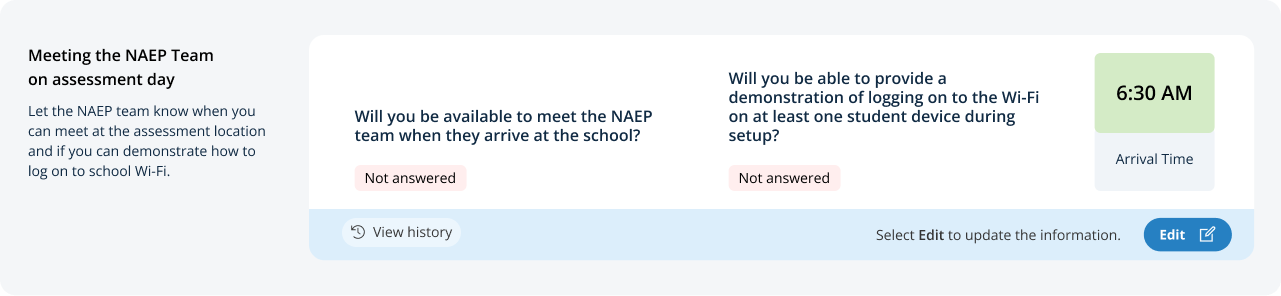 Meeting the NAEP Team
on assessment day
Let the NAEP team know when you
can meet at the assessment location
and if you can demonstrate how to
log on to school Wi-Fi.
Will you be available to meet the NAEP
team when they arrive at the school?
Not answered
Will you be able to provide a
demonstration of logging on to the Wi-Fi
on at least one student device during
setup?
Not answered
6:30 AM
Arrival Time
View history
Select Edit to update the information.
Edit